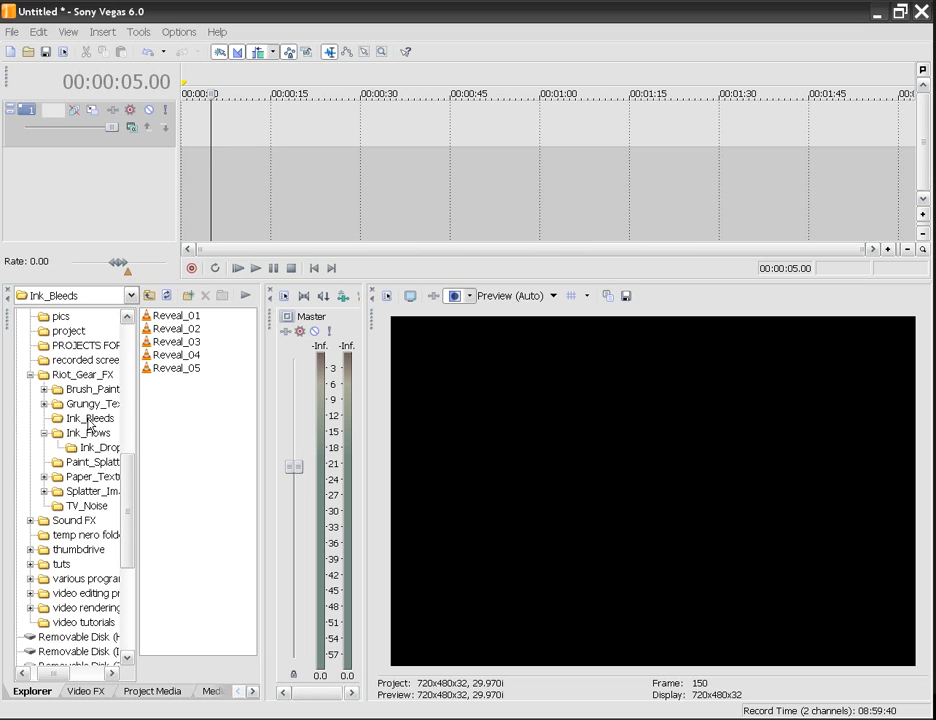 Untitled * - Sony Vegas 6.0
File Edit View Insert Tools Options Help
00:00:05.00
00:00:15 00:00:30 00:00:45 00:01:00 00:01:15 00:01:30 00:01:45
1
Rate: 0.00
00:00:05.00
Ink_Bleeds
Preview (Auto)
pics
project
PROJECTS FOR
recorded scree
Riot_Gear_FX
Brush_Paint
Grungy_Te
Ink_Bleeds
Ink_Flows
Ink_Drop
Paint_Splatt
Paper_Text
Splatter_Im
TV_Noise
Sound FX
temp nero fold
thumbdrive
tuts
various progra
video editing pr
video rendering
video tutorials
Removable Disk (
Removable Disk (
Reveal_01
Reveal_02
Reveal_03
Reveal_04
Reveal_05
Master
-Inf. -Inf.
3
6
9
12
15
18
21
24
27
30
33
36
39
42
45
48
51
54
57
0.0 0.0
Explorer Video FX Project Media Med
Project: 720x480x32, 29.970i
Preview: 720x480x32, 29.970i
Frame: 150
Display: 720x480x32
Record Time (2 channels): 08:59:40